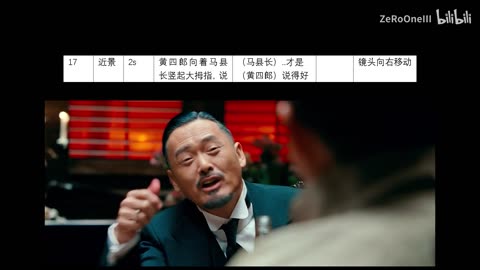 ZeRoOneIII bilibili
17 近景 2s 黄四郎向着马县 （马县长）…才是 镜头向右移动
长竖起大拇指，说 （黄四郎）说得好